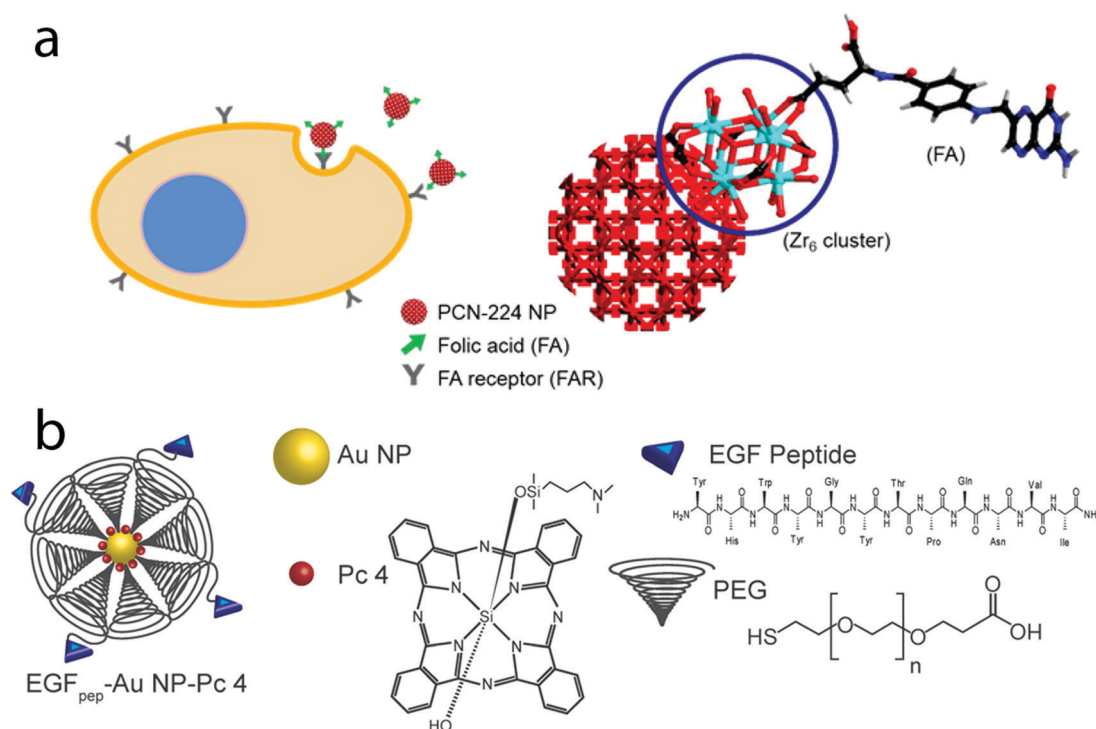 a
(FA)
(Zr6 cluster)
PCN-224 NP
Folic acid (FA)
FA receptor (FAR)
b
Au NP
EGF Peptide
OSi
N
Tyr
Trp
Gly
Thr
Gln
Val
H2N
O
N
H
NH
His
Tyr
Tyr
Pro
Asn
Ile
Pc 4
N
N
N
N
Si
N
N
N
N
HO
PEG
HS
O
O
n
O
OH
EGFpep-Au NP-Pc 4